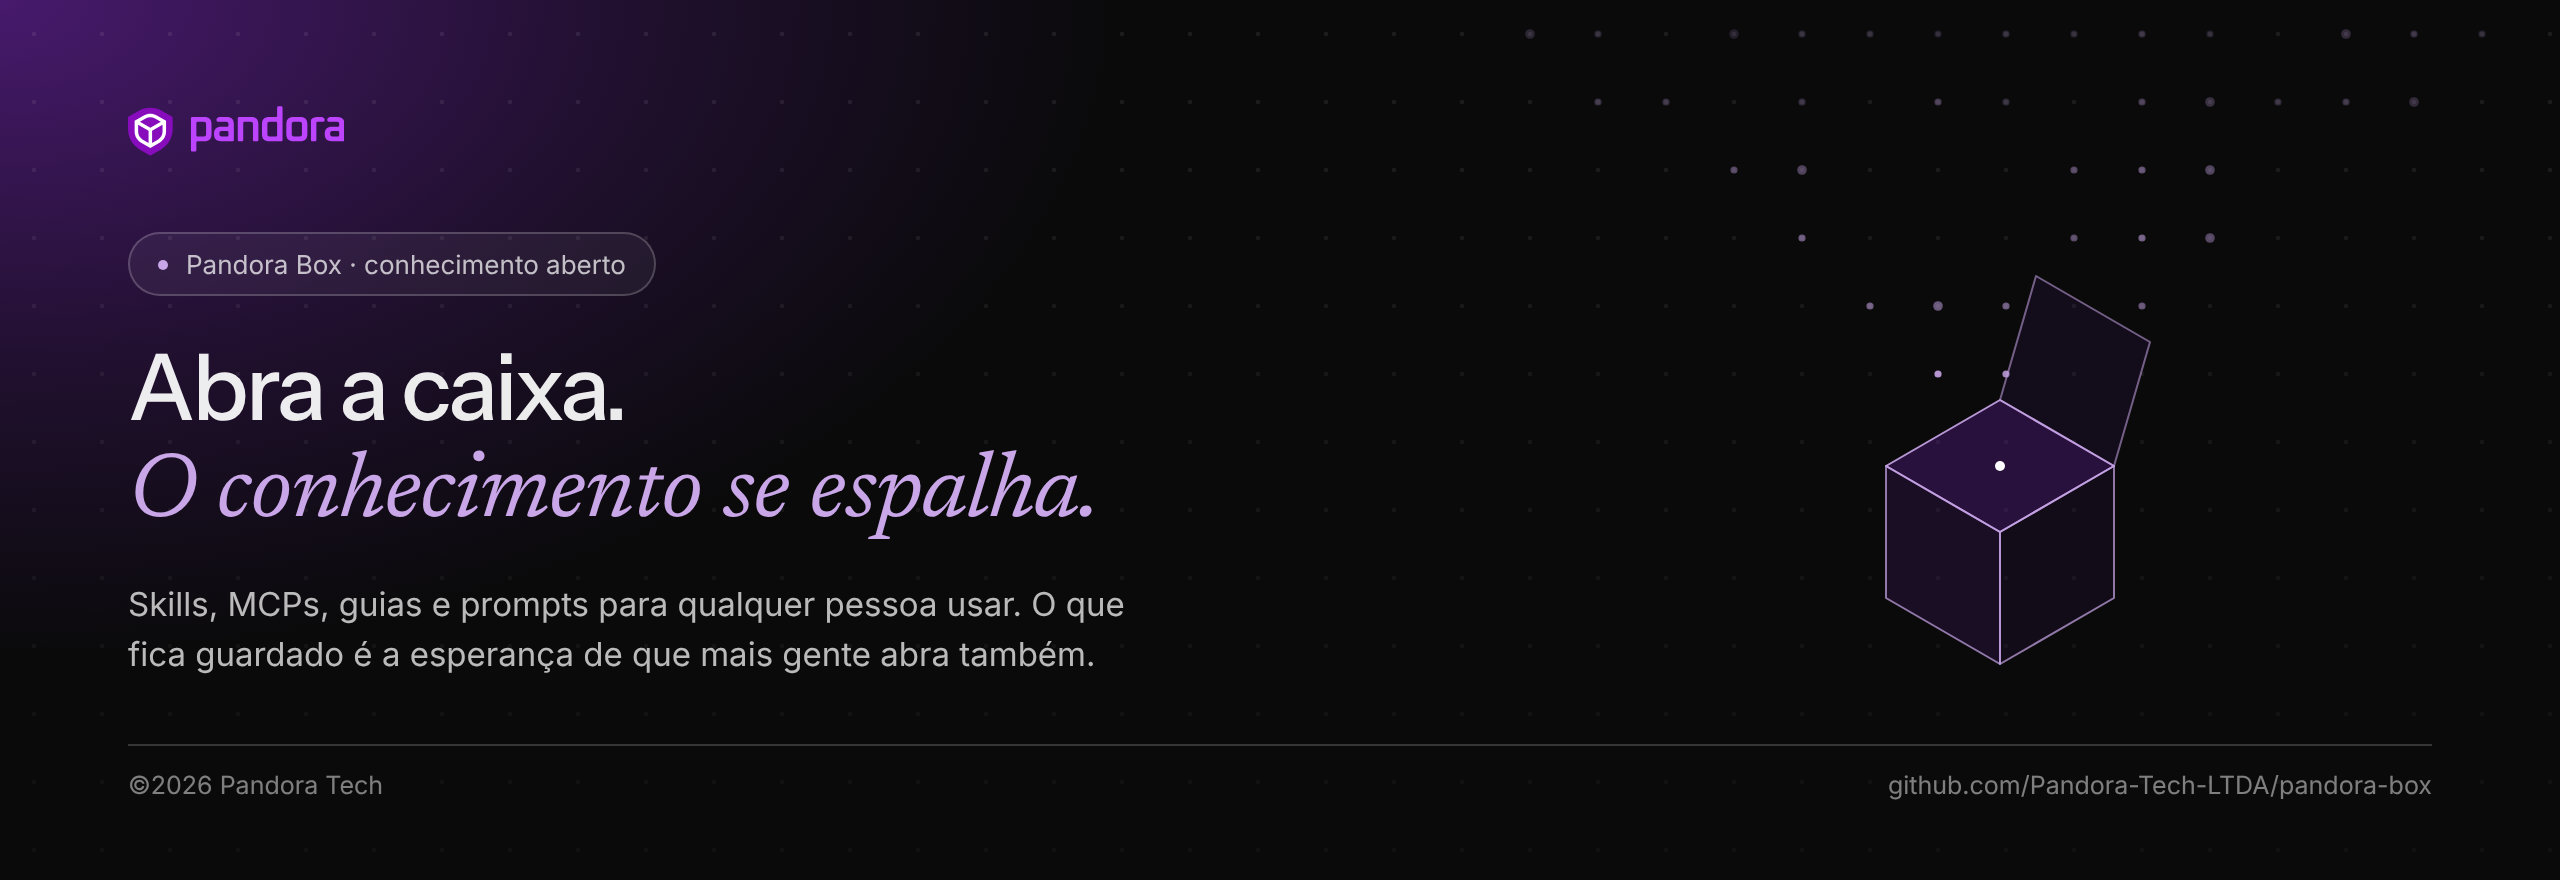 pandora
Pandora Box · conhecimento aberto
Abra a caixa.
O conhecimento se espalha.
Skills, MCPs, guias e prompts para qualquer pessoa usar. O que
fica guardado é a esperança de que mais gente abra também.
©2026 Pandora Tech
github.com/Pandora-Tech-LTDA/pandora-box